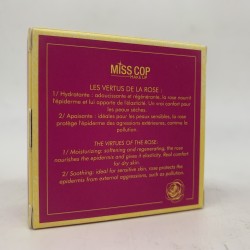 MISS COP
MAKE UP
LES VERTUS DE LA ROSE :
1/ Hydratante : adoucissante et régénérante, la rose nourrit
l'épiderme et lui apporte de l'élasticité. Un vrai confort pour
les peaux sèches.
2/ Apaisante : idéales pour les peaux sensibles, la rose
protège l'épiderme des agressions extérieures, comme la
pollution.
THE VIRTUES OF THE ROSE:
1/ Moisturizing: softening and regenerating, the rose
nourishes the epidermis and gives it elasticity. Real comfort
for dry skin.
2/ Soothing: ideal for sensitive skin, rose protects the
epidermis from external aggressions, such as pollution.